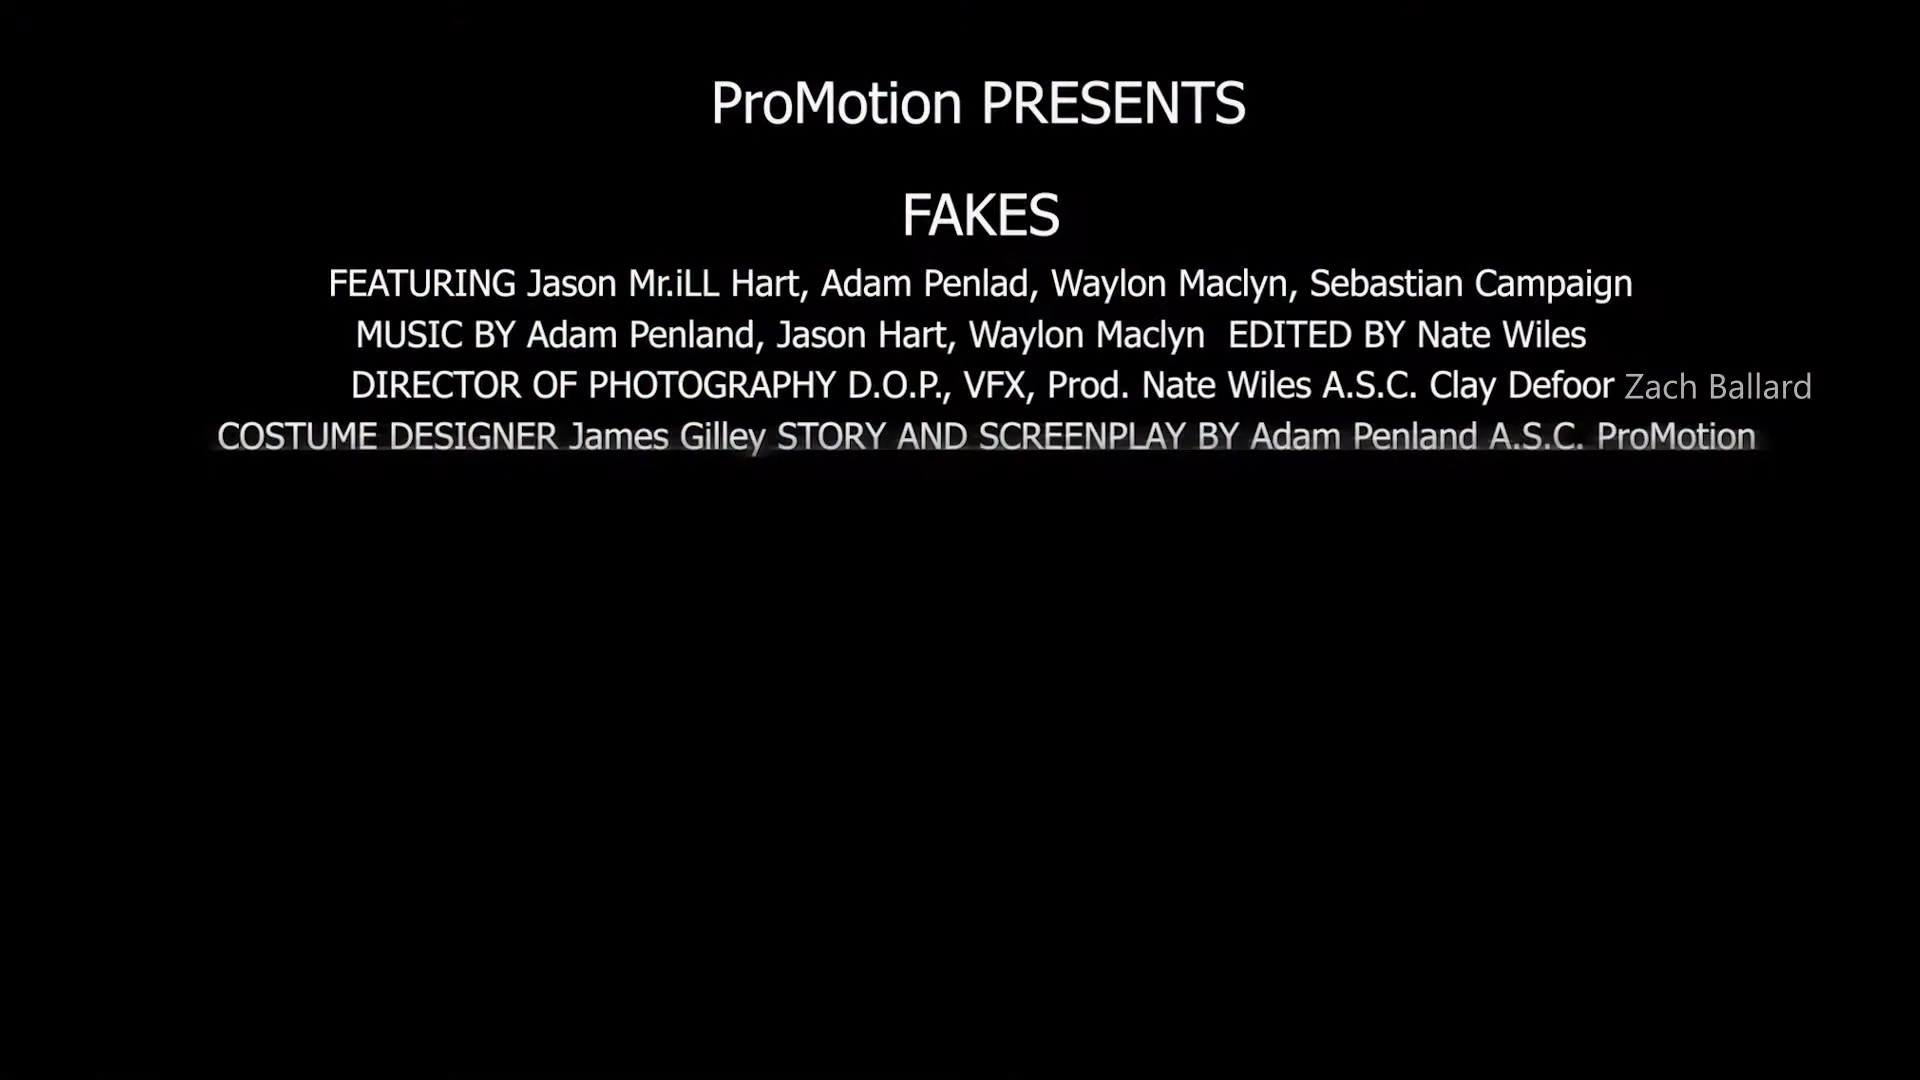 ProMotion PRESENTS
FAKES
FEATURING Jason Mr.iLL Hart, Adam Penlad, Waylon Maclyn, Sebastian Campaign
MUSIC BY Adam Penland, Jason Hart, Waylon Maclyn EDITED BY Nate Wiles
DIRECTOR OF PHOTOGRAPHY D.O.P., VFX, Prod. Nate Wiles A.S.C. Clay Defoor Zach Ballard
COSTUME DESIGNER James Gilley STORY AND SCREENPLAY BY Adam Penland A.S.C. ProMotion